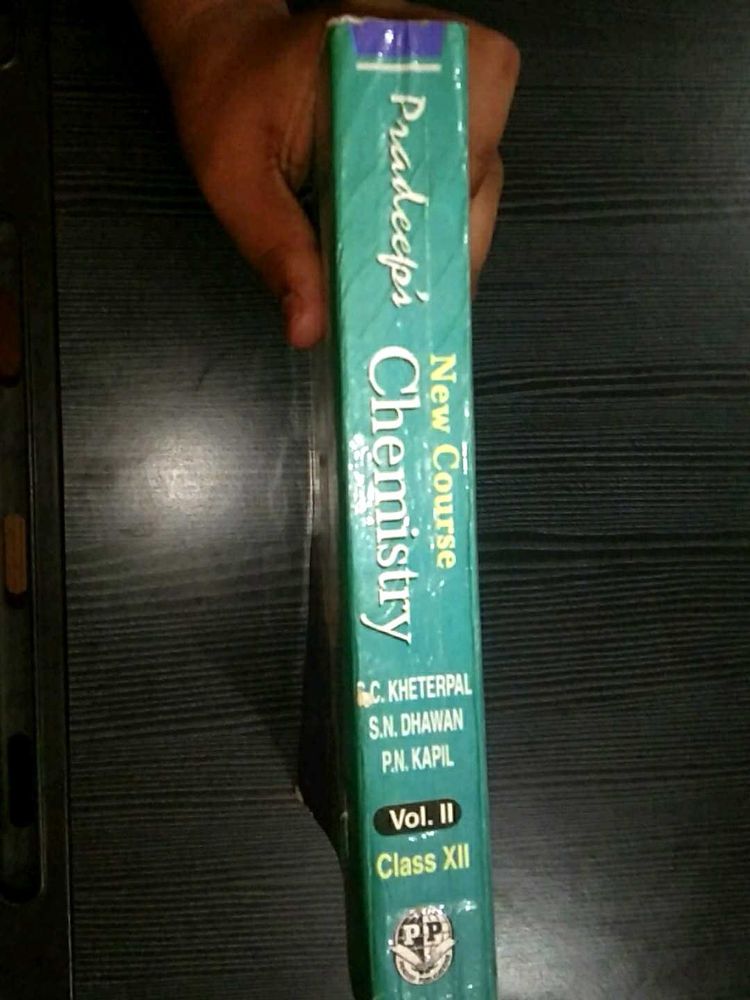 Pradeep's
New Course
Chemistry
S.C. KHETERPAL
S.N. DHAWAN
P.N. KAPIL
Vol. II
Class XII
PP